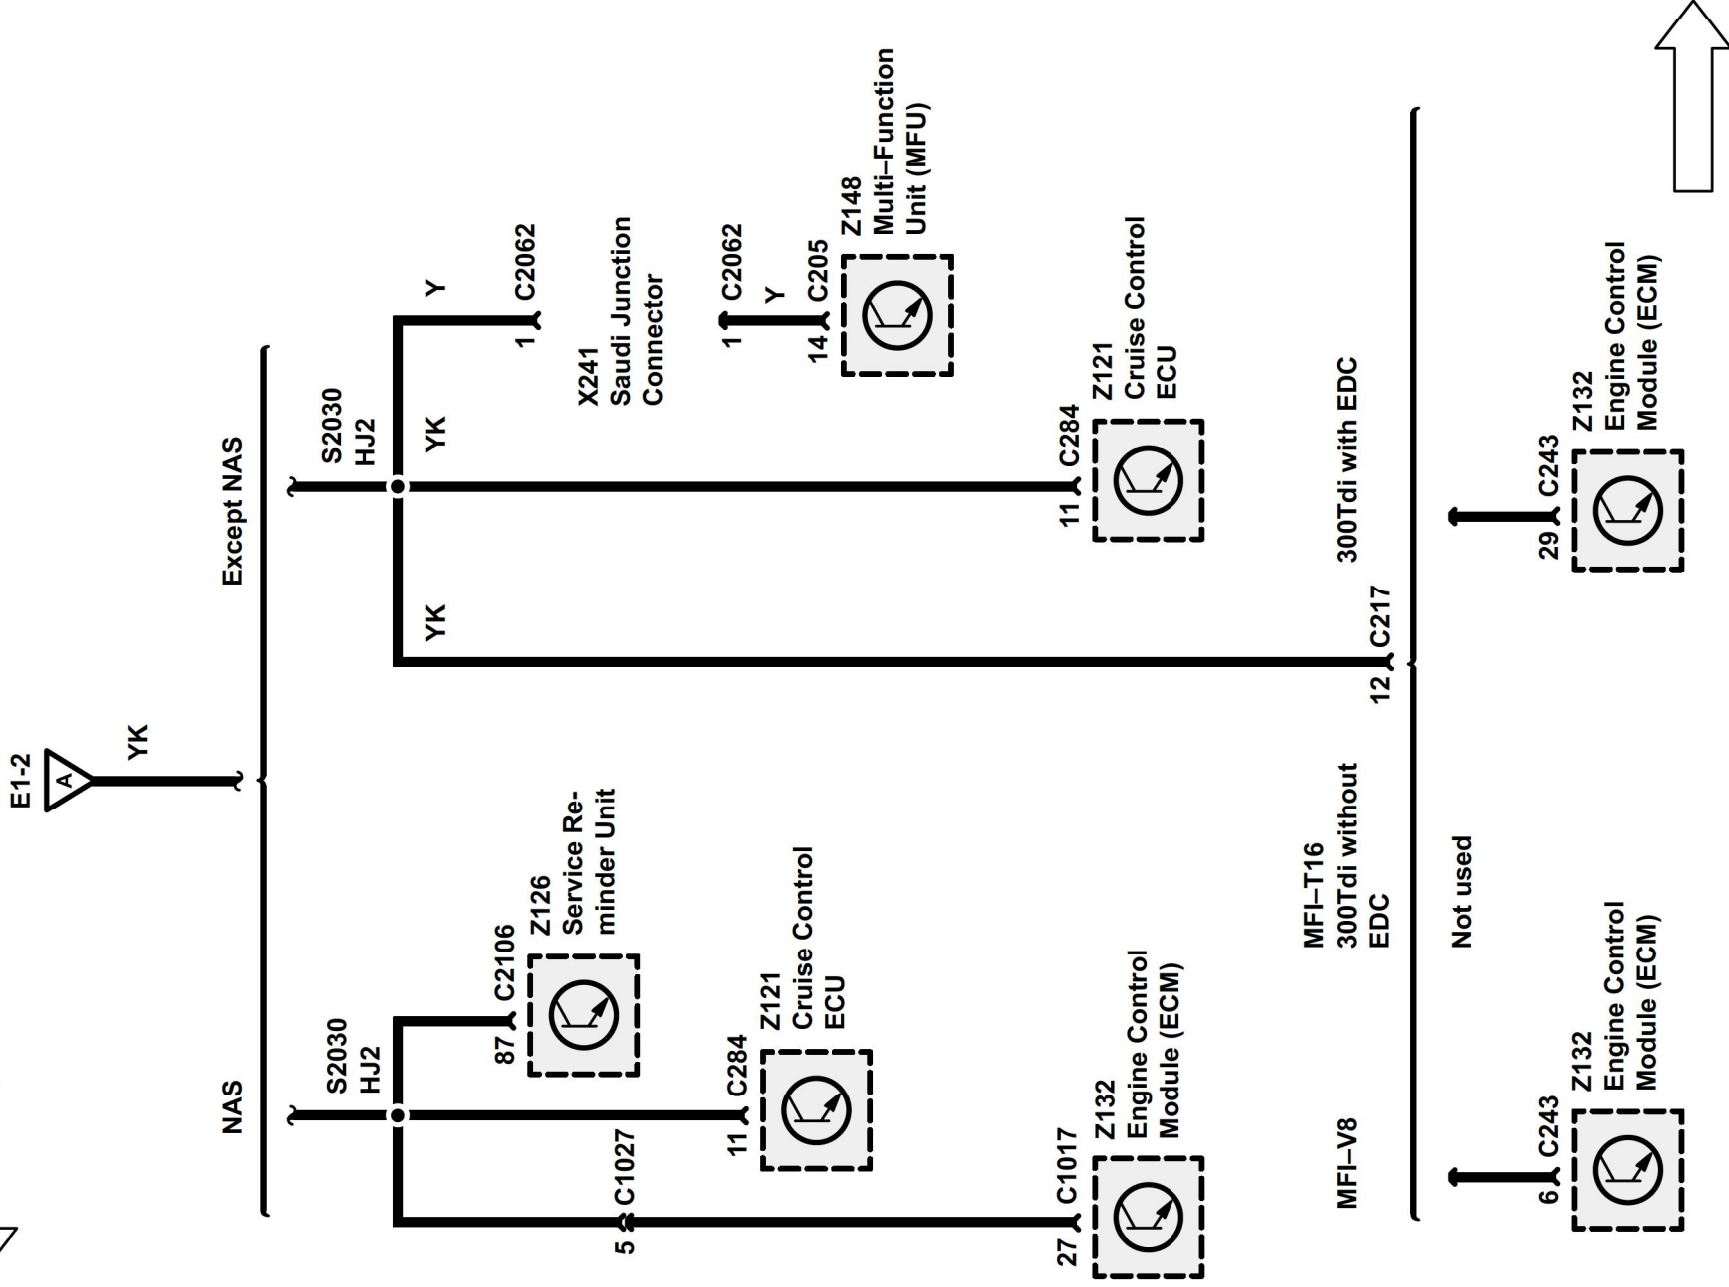 E1-2
A
YK
NAS
Except NAS
S2030
HJ2
87
C2106
Z126
Service Re-
minder Unit
11
C284
Z121
Cruise Control
ECU
5
C1027
27
C1017
Z132
Engine Control
Module (ECM)
S2030
HJ2
YK
YK
Y
1
C2062
X241
Saudi Junction
Connector
1
C2062
Y
14
C205
Z148
Multi–Function
Unit (MFU)
11
C284
Z121
Cruise Control
ECU
12
C217
MFI–V8
MFI–T16
300Tdi without
EDC
300Tdi with EDC
6
C243
Z132
Engine Control
Module (ECM)
Not used
29
C243
Z132
Engine Control
Module (ECM)